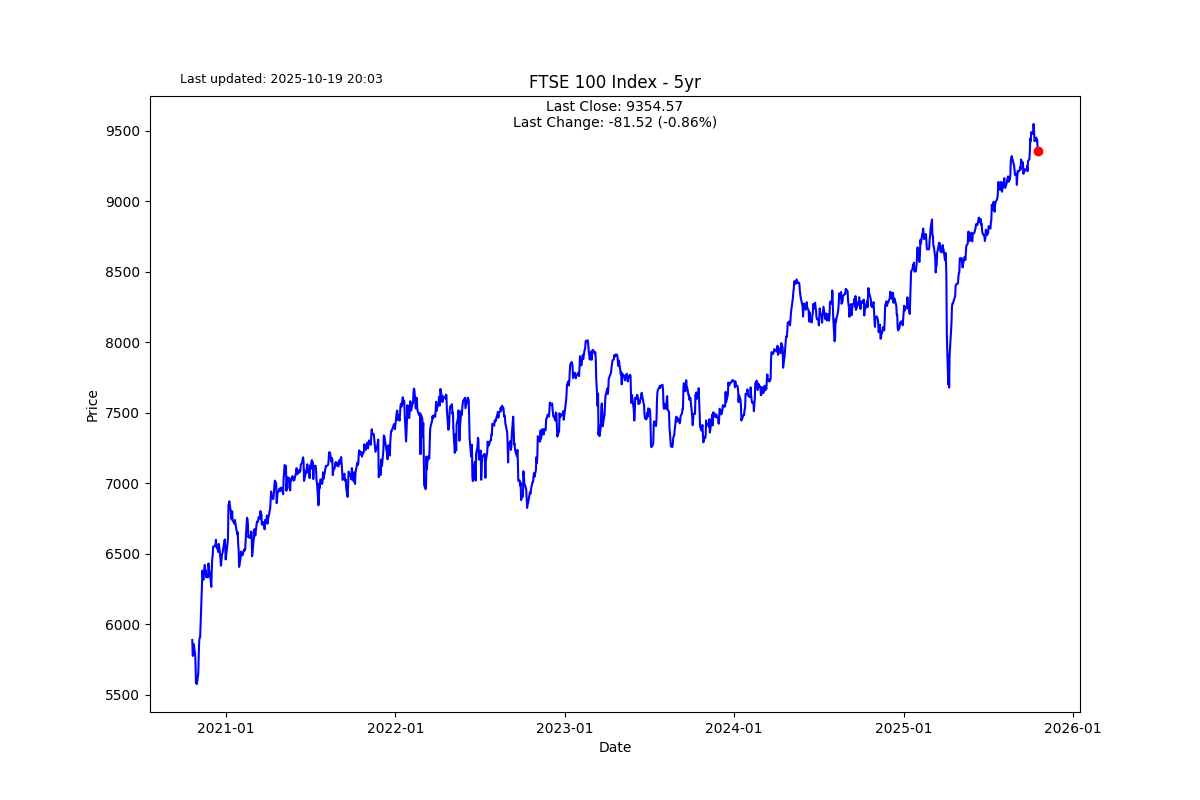 Last updated: 2025-10-19 20:03
FTSE 100 Index - 5yr
Last Close: 9354.57
Last Change: -81.52 (-0.86%)
9500
9000
8500
8000
7500
7000
6500
6000
5500
Price
2021-01
2022-01
2023-01
2024-01
2025-01
2026-01
Date